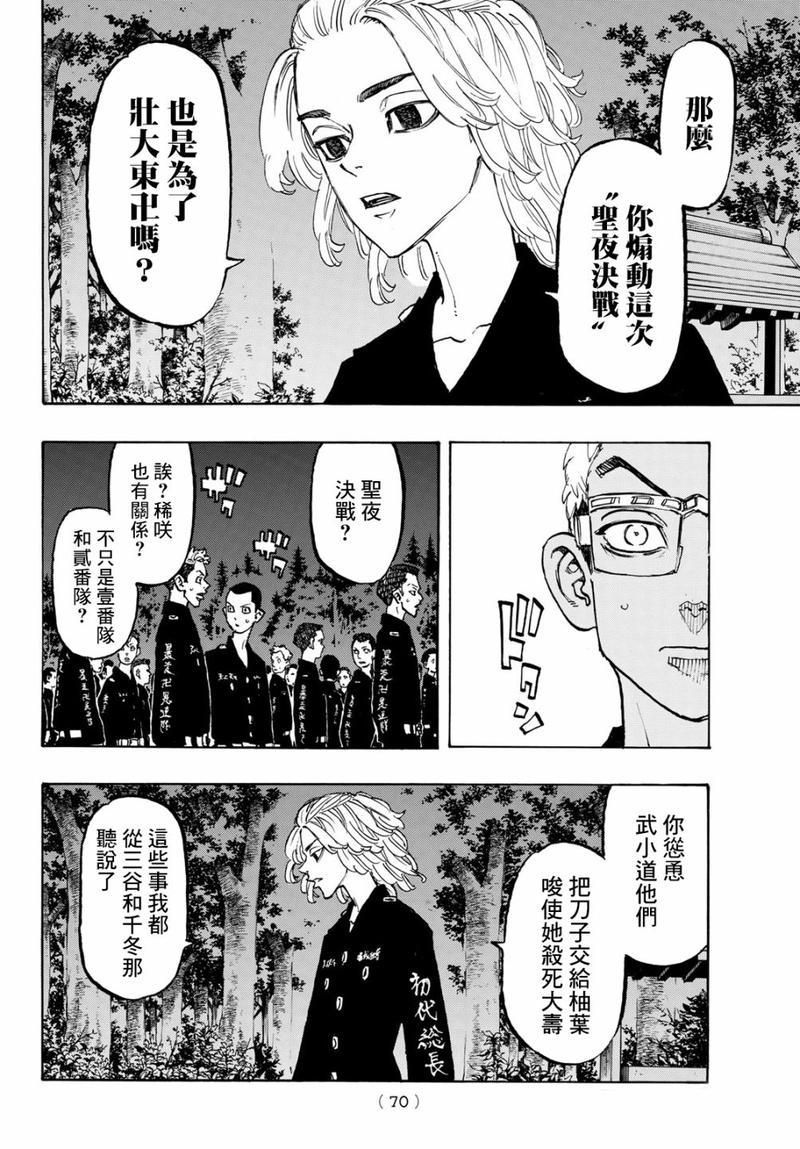 那麼
你煽動這次
〝聖夜決戰〞
也是為了
壯大東卍嗎？
聖夜
決戰？
誒？稀咲
也有關係？
不只是壹番隊
和貳番隊？
你慫恿
武小道他們
把刀子交給柚葉
唆使她殺死大壽
這些事我都
從三谷和千冬那
聽說了
初代総長
（70）